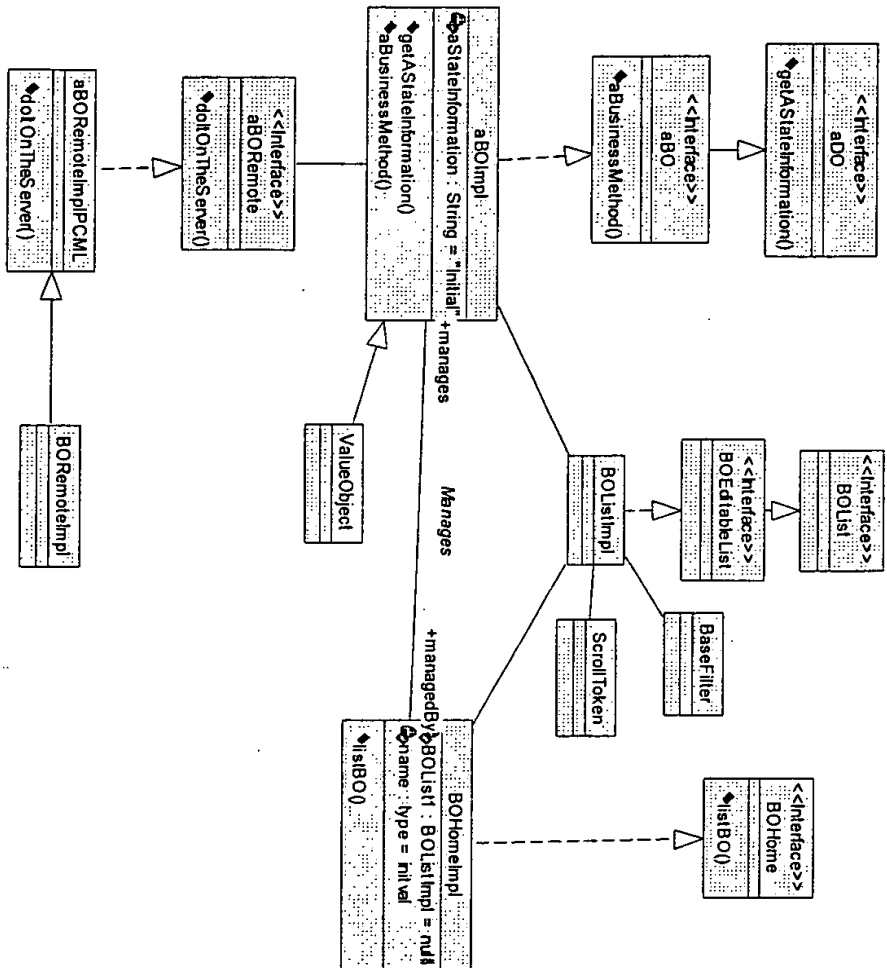 <<Interface>>
aDO
getAStateInformation()
<<Interface>>
aBO
aBusinessMethod()
aBOImpl
aStateInformation : String = "Initial"
getAStateInformation()
aBusinessMethod()
<<Interface>>
aBORemote
doItOnTheServer()
aBORemoteImplPCML
doItOnTheServer()
BORemoteImpl
ValueObject
<<Interface>>
BOList
<<Interface>>
BOEditableList
BOListImpl
BaseFilter
ScrollToken
+manages
Manages
+managedBy
<<Interface>>
BOHome
listBO()
BOHomeImpl
BOList1 : BOListImpl = null
name : type = initval
listBO()